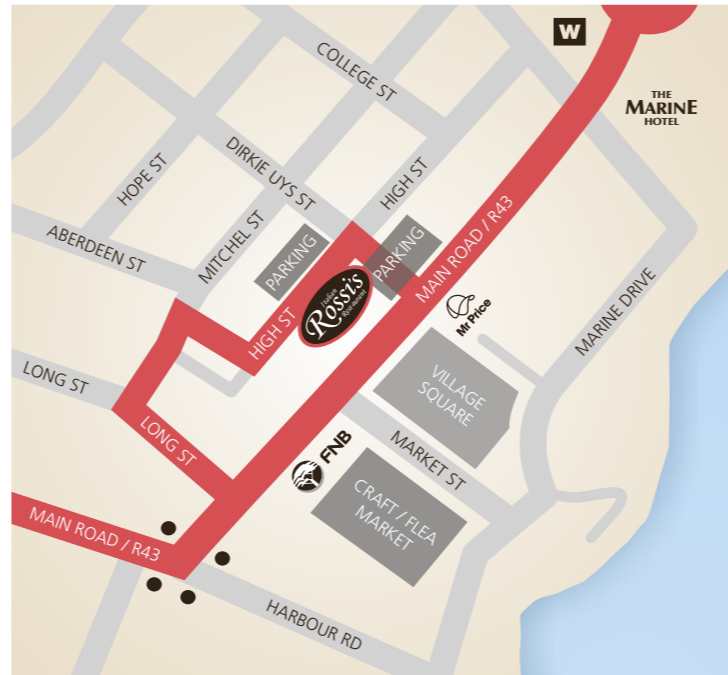 W
THE
MARINE
HOTEL
COLLEGE ST
DIRKIE UYS ST
HIGH ST
HOPE ST
MITCHEL ST
ABERDEEN ST
PARKING
PARKING
MAIN ROAD / R43
Italian
Rossi's
Restaurant
HIGH ST
Mr Price
MARINE DRIVE
VILLAGE
SQUARE
LONG ST
LONG ST
MARKET ST
FNB
CRAFT / FLEA
MARKET
MAIN ROAD / R43
HARBOUR RD